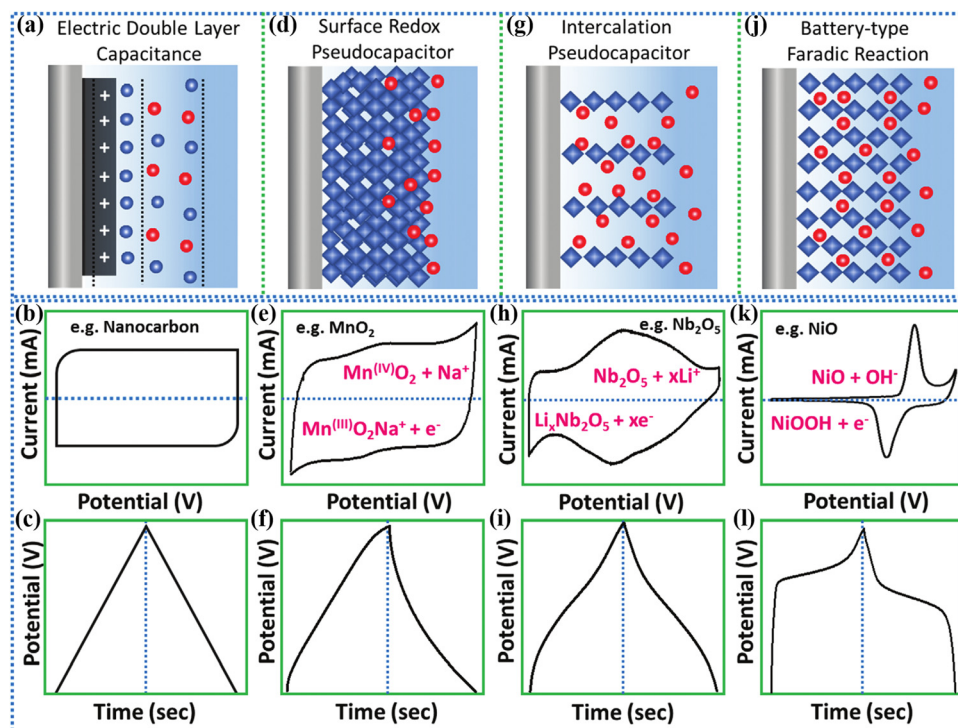 (a) Electric Double Layer
Capacitance
(d) Surface Redox
Pseudocapacitor
(g) Intercalation
Pseudocapacitor
(j) Battery-type
Faradic Reaction
+
+
+
+
+
+
+
(b) e.g. Nanocarbon
Current (mA)
Potential (V)
(e) e.g. MnO₂
Mn⁽ᴵⱽ⁾O₂ + Na⁺
Mn⁽ᴵᴵᴵ⁾O₂Na⁺ + e⁻
Current (mA)
Potential (V)
(h) e.g. Nb₂O₅
Nb₂O₅ + xLi⁺
LiₓNb₂O₅ + xe⁻
Current (mA)
Potential (V)
(k) e.g. NiO
NiO + OH⁻
NiOOH + e⁻
Current (mA)
Potential (V)
(c)
Potential (V)
Time (sec)
(f)
Potential (V)
Time (sec)
(i)
Potential (V)
Time (sec)
(l)
Potential (V)
Time (sec)